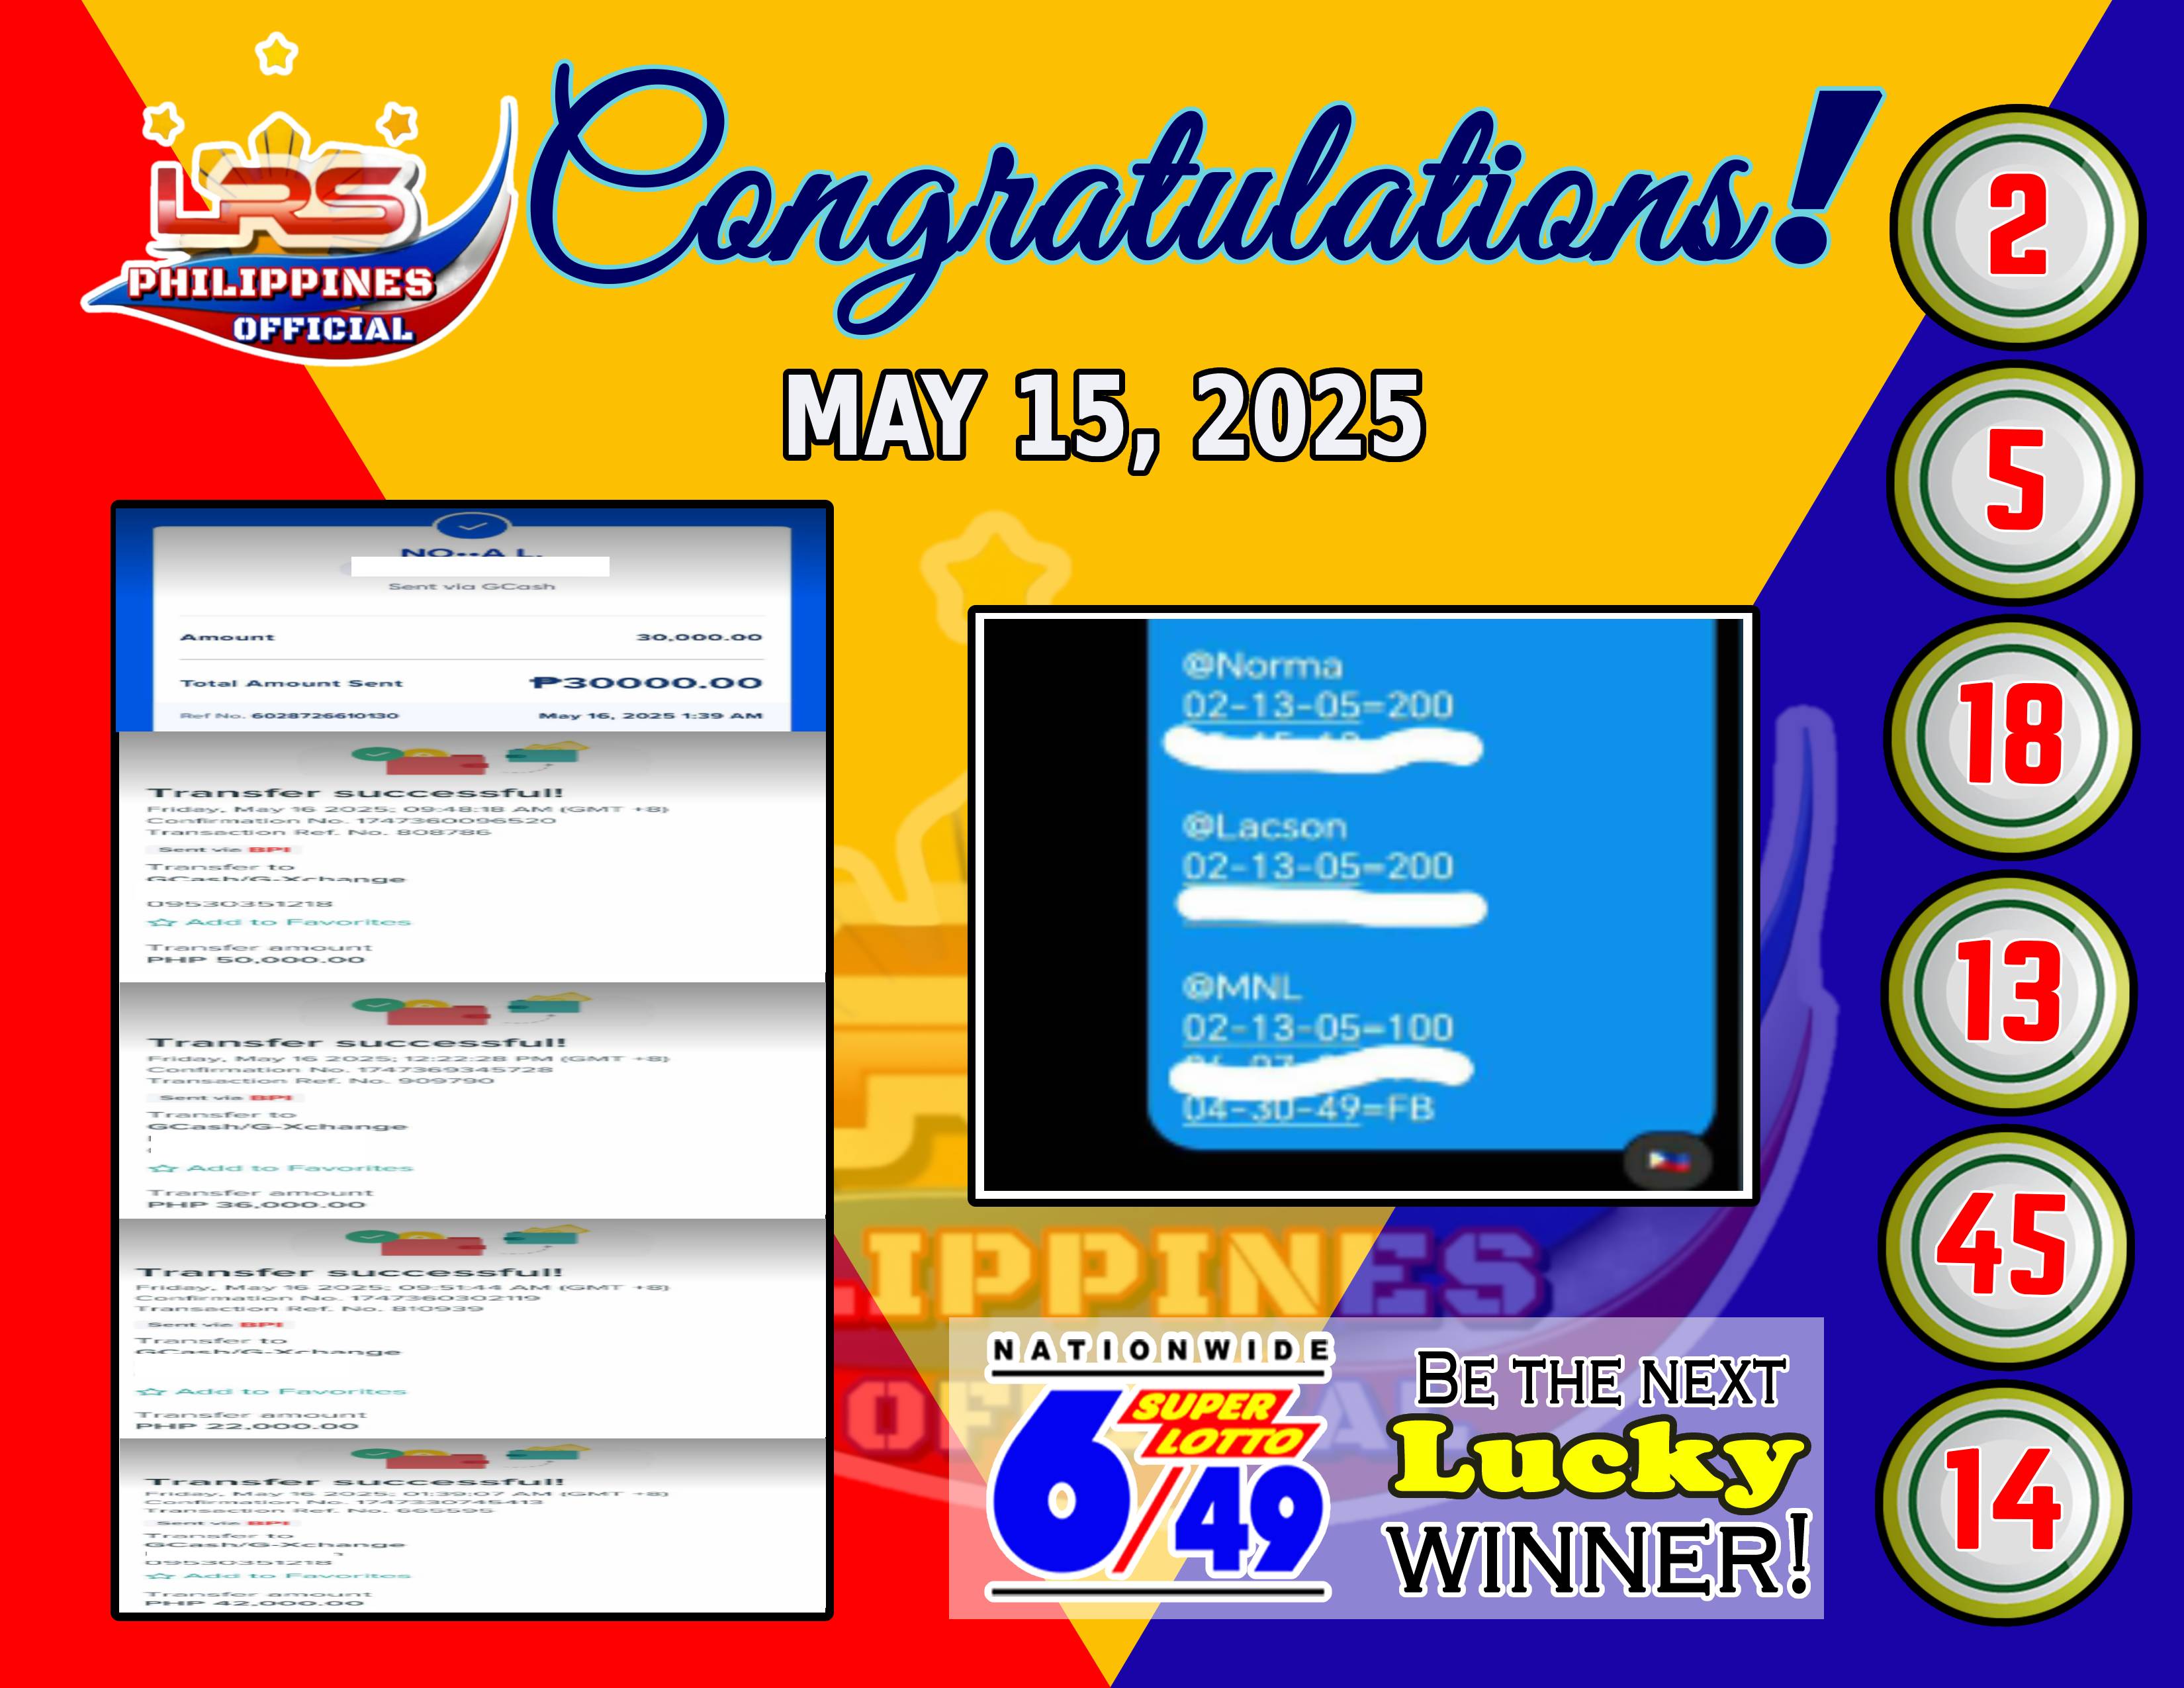 LRS
PHILIPPINES
OFFICIAL
Congratulations!
MAY 15, 2025
NO••A L.
Sent via GCash
Amount 30,000.00
Total Amount Sent ₱30000.00
Ref No. 6028726610130 May 16, 2025 1:39 AM
Transfer successful!
Friday, May 16 2025; 09:48:18 AM (GMT +8)
Confirmation No. 1747360096520
Transaction Ref. No. 808786
Sent via BPI
Transfer to
GCash/G-Xchange
09530351218
Add to Favorites
Transfer amount
PHP 50,000.00
Transfer successful!
Friday, May 16 2025; 12:22:28 PM (GMT +8)
Confirmation No. 1747369345728
Transaction Ref. No. 909790
Sent via BPI
Transfer to
GCash/G-Xchange
Add to Favorites
Transfer amount
PHP 36,000.00
Transfer successful!
Friday, May 16 2025; 09:51:44 AM (GMT +8)
Confirmation No. 1747360302119
Transaction Ref. No. 810939
Sent via BPI
Transfer to
GCash/G-Xchange
Add to Favorites
Transfer amount
PHP 22,000.00
Transfer successful!
Friday, May 16 2025; 01:39:07 AM (GMT +8)
Confirmation No. 1747330745413
Transaction Ref. No. 665595
Sent via BPI
Transfer to
GCash/G-Xchange
09530351218
Add to Favorites
Transfer amount
PHP 42,000.00
@Norma
02-13-05=200
@Lacson
02-13-05=200
@MNL
02-13-05=100
04-30-49=FB
NATIONWIDE
SUPER
LOTTO
6/49
BE THE NEXT
Lucky
WINNER!
2
5
18
13
45
14